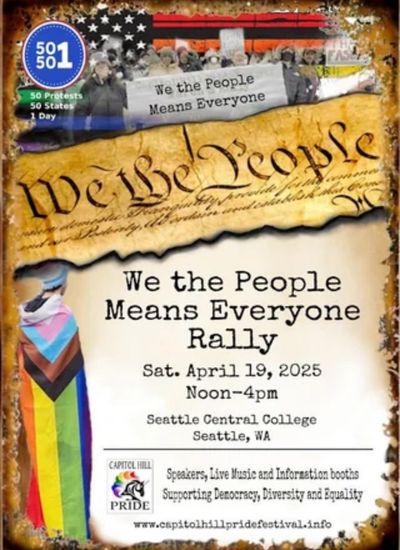 50
50
1
50 Protests
50 States
1 Day
We the People
Means Everyone
We the People
We the People
Means Everyone
Rally
Sat. April 19, 2025
Noon-4pm
Seattle Central College
Seattle, WA
CAPITOL HILL
PRIDE
Speakers, Live Music and Information booths
Supporting Democracy, Diversity and Equality
www.capitolhillpridefestival.info